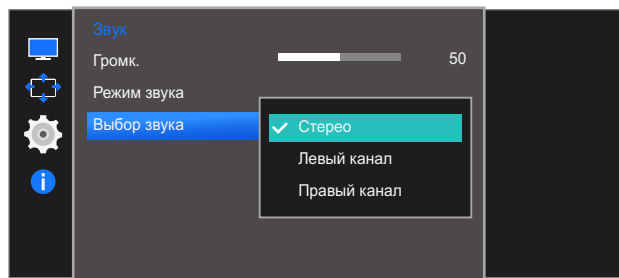 Звук
Громк. 50
Режим звука
Выбор звука
Стерео
Левый канал
Правый канал